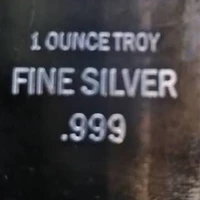 1 OUNCE TROY
FINE SILVER
.999